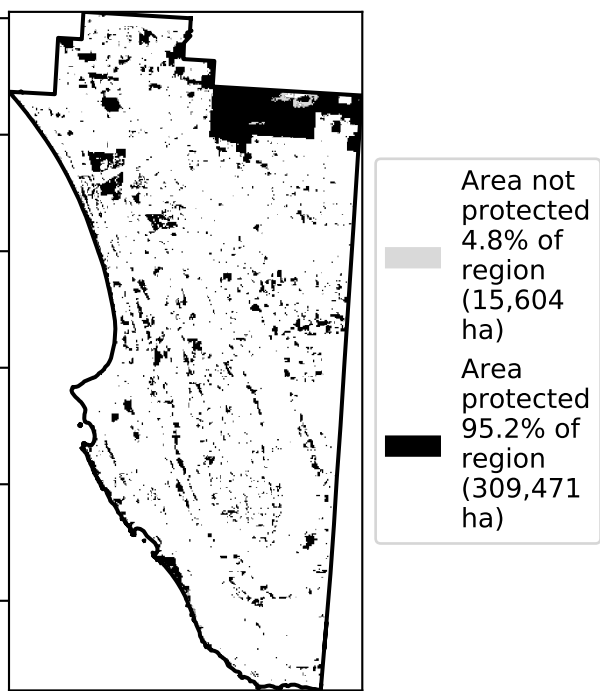 Area not
protected
4.8% of
region
(15,604
ha)
Area
protected
95.2% of
region
(309,471
ha)